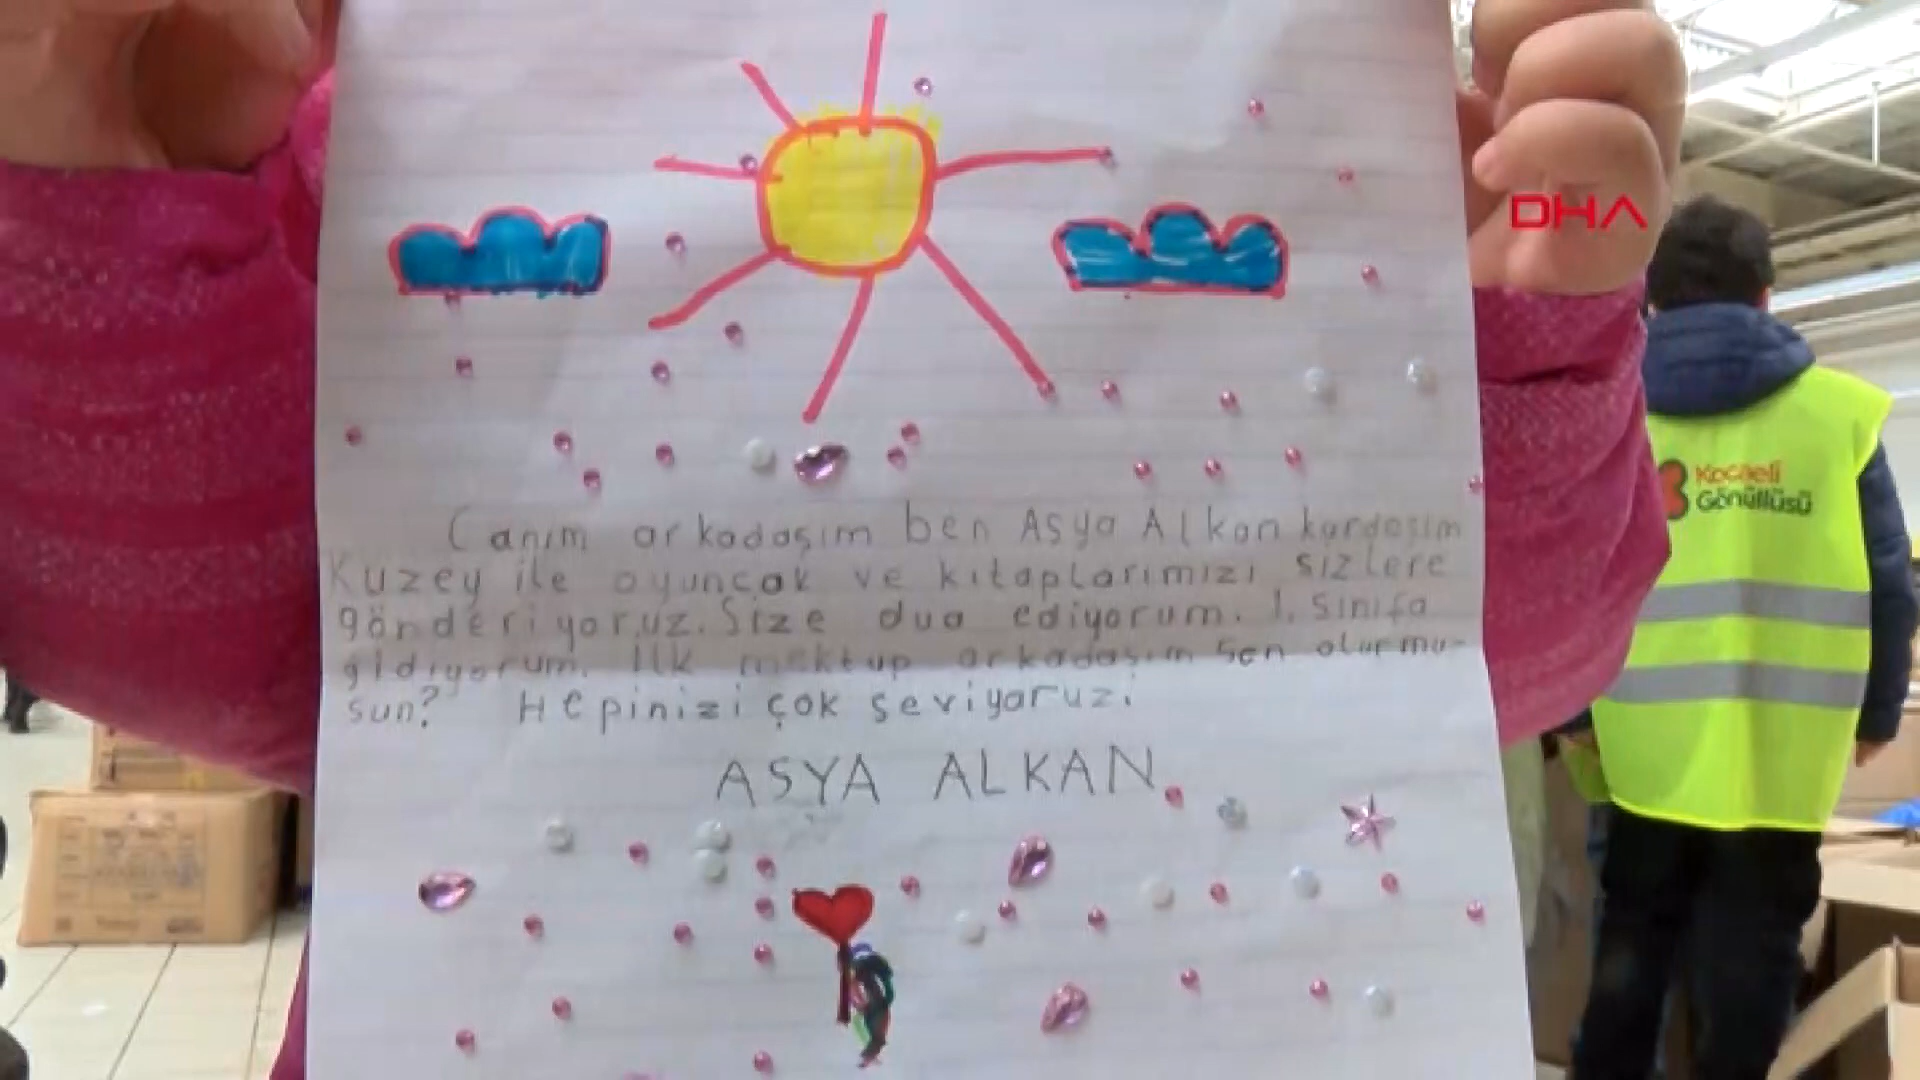 DHA
Canım arkadaşım ben Asya Alkan kardeşim
Kuzey ile oyuncak ve kitaplarımızı sizlere
gönderiyoruz. Size dua ediyorum. 1. sınıfa
gidiyorum. İlk mektup arkadaşım sen olurmu-
sun? Hepinizi çok seviyoruz.
ASYA ALKAN
Kocaeli
Gönüllüsü